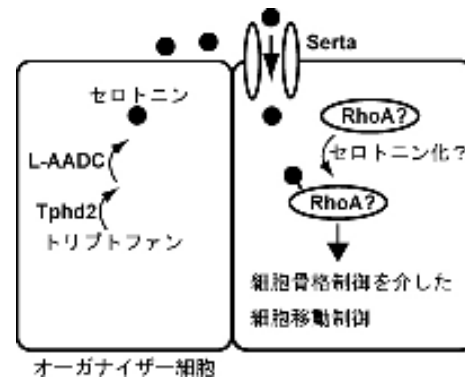 Serta
セロトニン
RhoA?
L-AADC
セロトニン化?
Tphd2
RhoA?
トリプトファン
細胞骨格制御を介した
細胞移動制御
オーガナイザー細胞